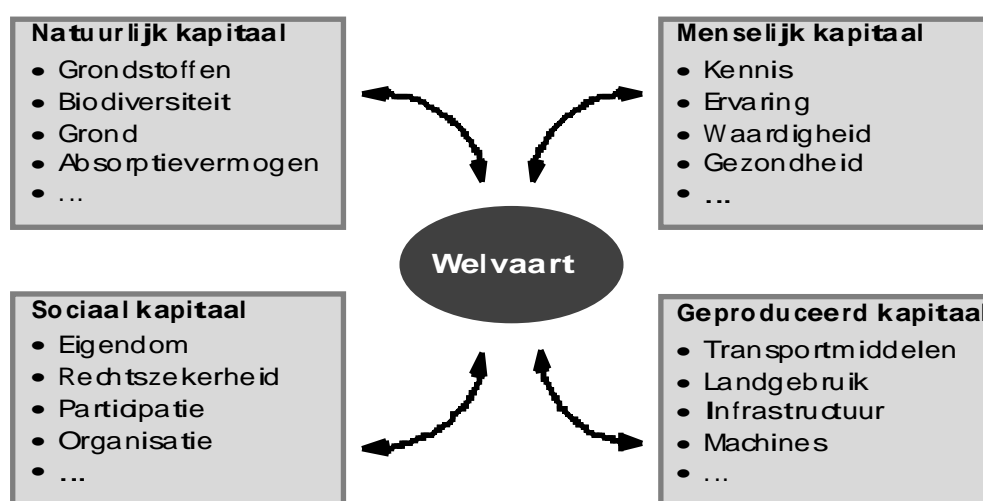 Natuurlijk kapitaal
• Grondstoffen
• Biodiversiteit
• Grond
• Absorptievermogen
• ...
Menselijk kapitaal
• Kennis
• Ervaring
• Waardigheid
• Gezondheid
• ...
Welvaart
Sociaal kapitaal
• Eigendom
• Rechtszekerheid
• Participatie
• Organisatie
• ...
Geproduceerd kapitaal
• Transportmiddelen
• Landgebruik
• Infrastructuur
• Machines
• ...